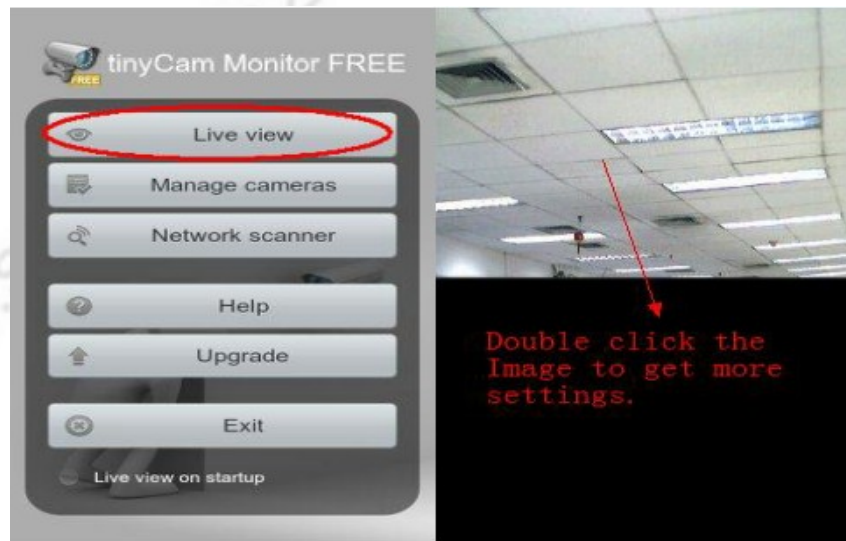 tinyCam Monitor FREE
FREE
Live view
Manage cameras
Network scanner
Help
Upgrade
Exit
Live view on startup
Double click the
Image to get more
settings.